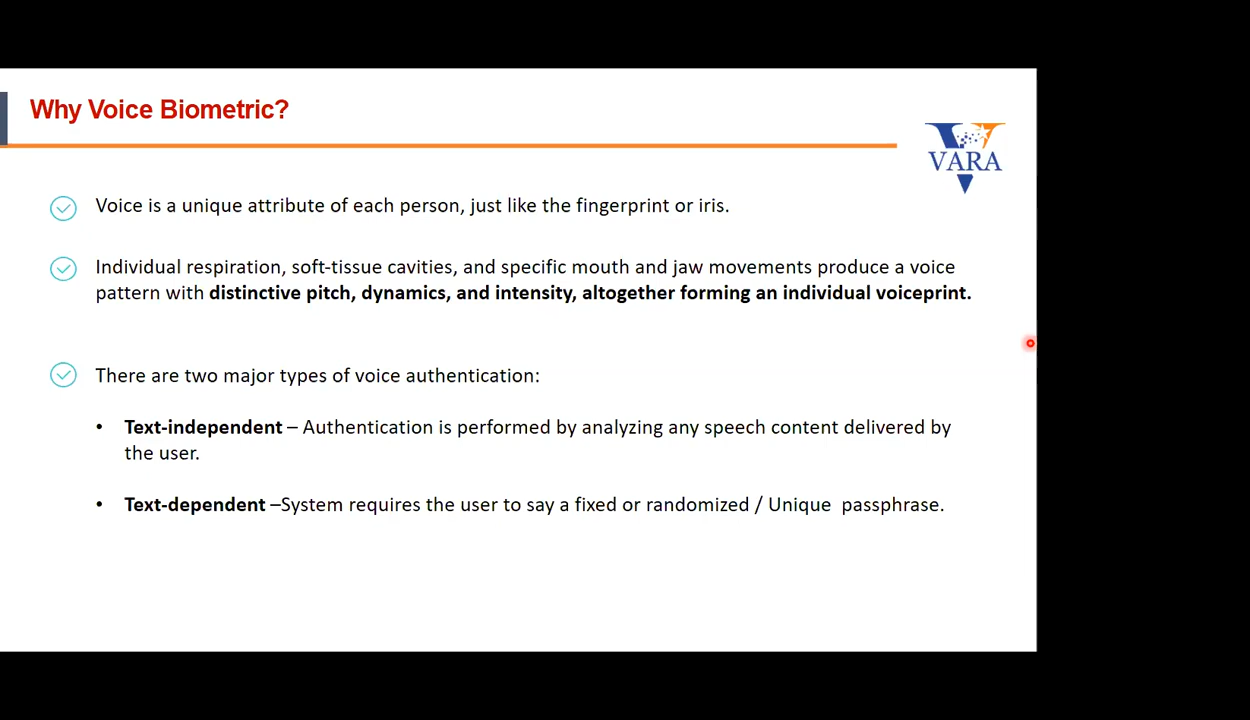 Why Voice Biometric?
VARA
Voice is a unique attribute of each person, just like the fingerprint or iris.
Individual respiration, soft-tissue cavities, and specific mouth and jaw movements produce a voice
pattern with distinctive pitch, dynamics, and intensity, altogether forming an individual voiceprint.
There are two major types of voice authentication:
• Text-independent – Authentication is performed by analyzing any speech content delivered by
the user.
• Text-dependent –System requires the user to say a fixed or randomized / Unique  passphrase.